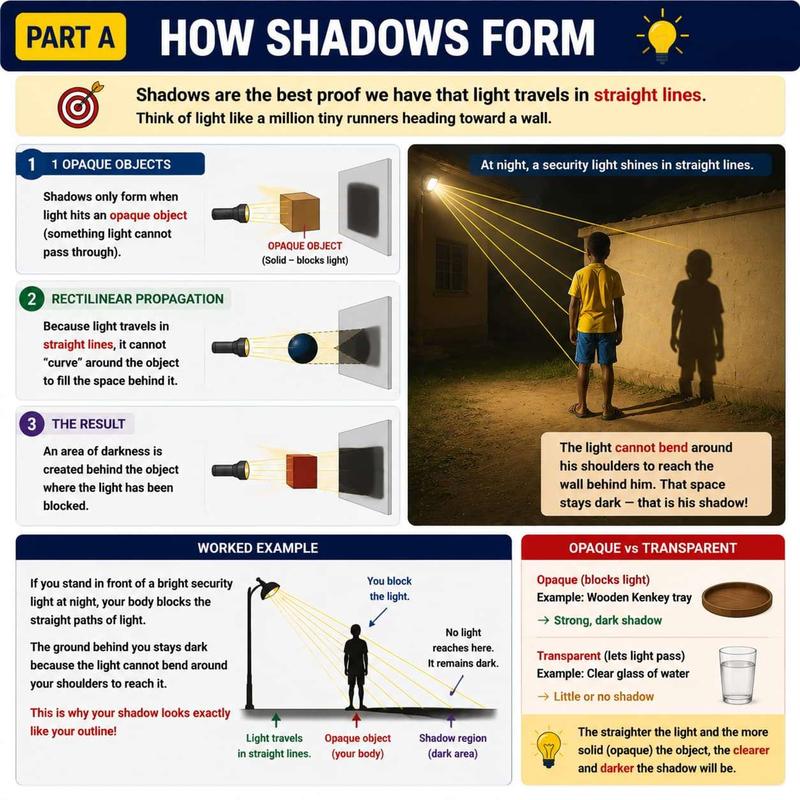 PART A
HOW SHADOWS FORM
Shadows are the best proof we have that light travels in straight lines.
Think of light like a million tiny runners heading toward a wall.
1
1 OPAQUE OBJECTS
Shadows only form when
light hits an opaque object
(something light cannot
pass through).
OPAQUE OBJECT
(Solid – blocks light)
2
RECTILINEAR PROPAGATION
Because light travels in
straight lines, it cannot
“curve” around the object
to fill the space behind it.
3
THE RESULT
An area of darkness is
created behind the object
where the light has been
blocked.
At night, a security light shines in straight lines.
The light cannot bend around
his shoulders to reach the
wall behind him. That space
stays dark — that is his shadow!
WORKED EXAMPLE
If you stand in front of a bright security
light at night, your body blocks the
straight paths of light.
The ground behind you stays dark
because the light cannot bend around
your shoulders to reach it.
This is why your shadow looks exactly
like your outline!
You block
the light.
No light
reaches here.
It remains dark.
Light travels
in straight lines.
Opaque object
(your body)
Shadow region
(dark area)
OPAQUE vs TRANSPARENT
Opaque (blocks light)
Example: Wooden Kenkey tray
→ Strong, dark shadow
Transparent (lets light pass)
Example: Clear glass of water
→ Little or no shadow
The straighter the light and the more
solid (opaque) the object, the clearer
and darker the shadow will be.